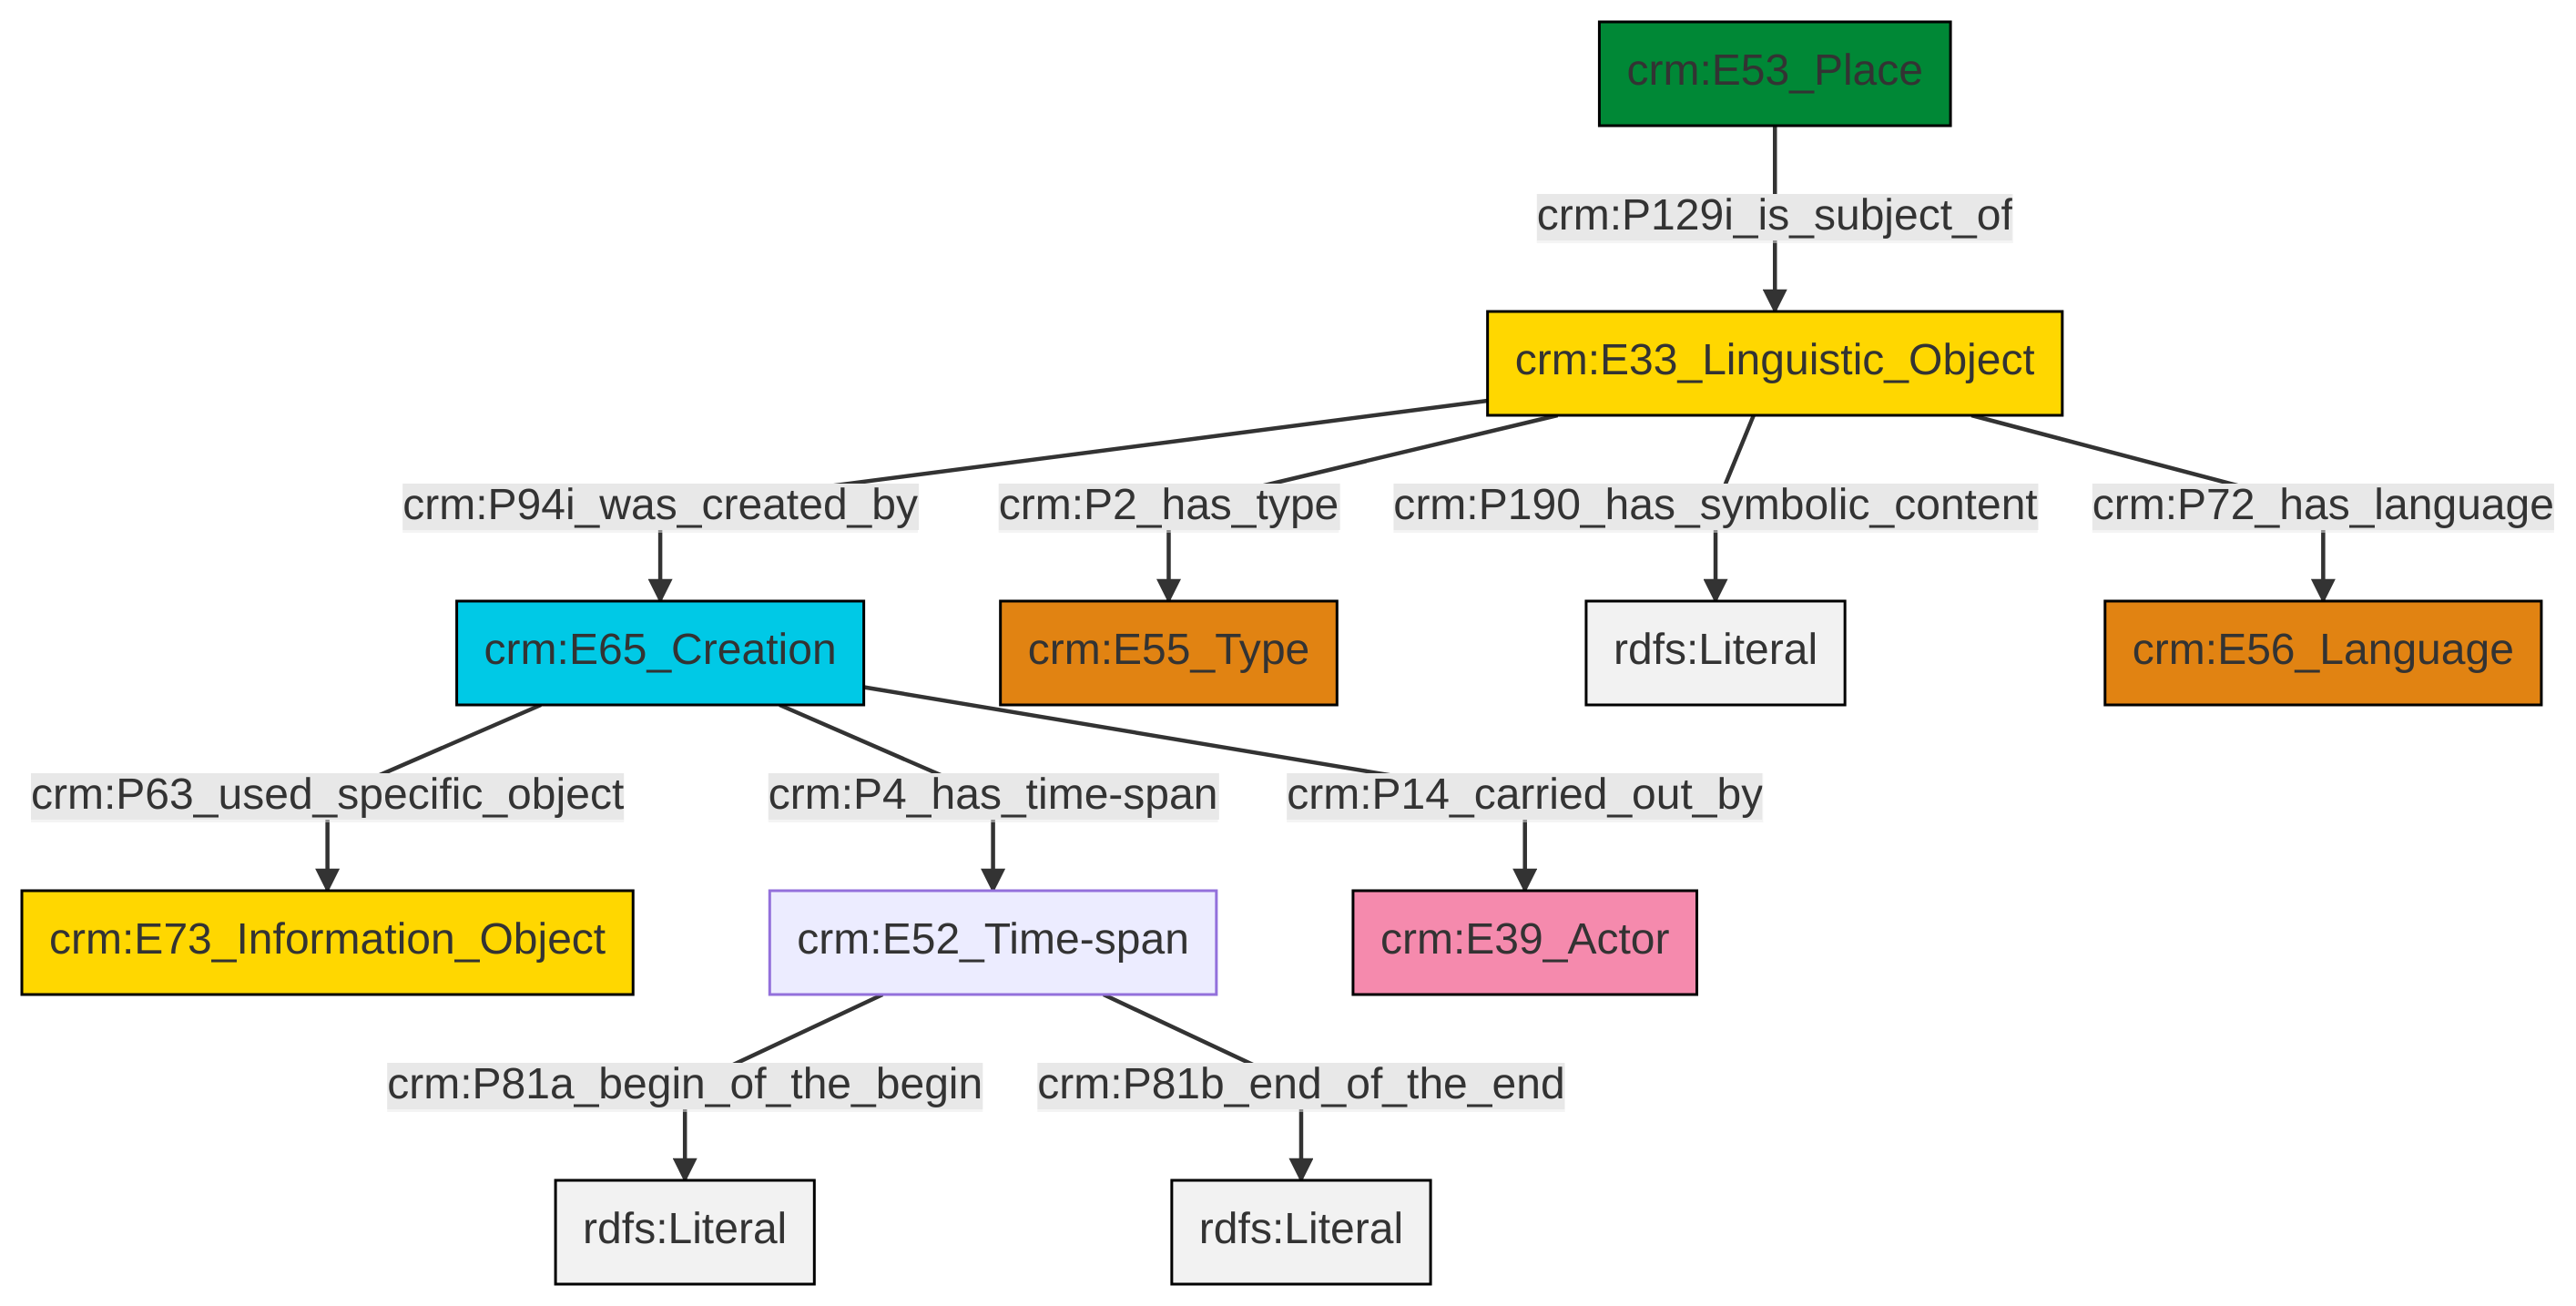 crm:E53_Place
crm:P129i_is_subject_of
crm:E33_Linguistic_Object
crm:P94i_was_created_by
crm:P2_has_type
crm:P190_has_symbolic_content
crm:P72_has_language
crm:E65_Creation
crm:E55_Type
rdfs:Literal
crm:E56_Language
crm:P63_used_specific_object
crm:P4_has_time-span
crm:P14_carried_out_by
crm:E73_Information_Object
crm:E52_Time-span
crm:E39_Actor
crm:P81a_begin_of_the_begin
crm:P81b_end_of_the_end
rdfs:Literal
rdfs:Literal